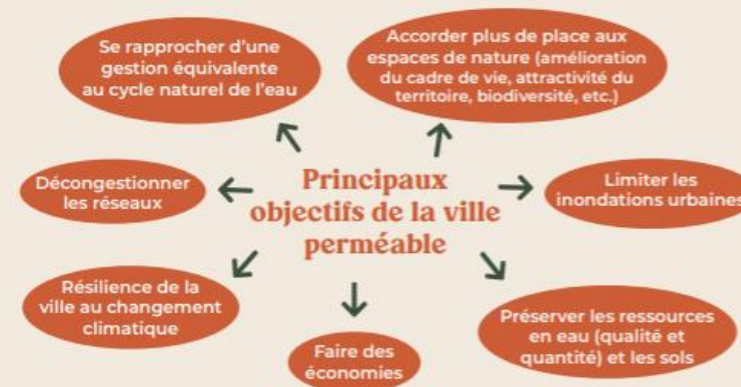 Se rapprocher d'une
gestion équivalente
au cycle naturel de l'eau
Accorder plus de place aux
espaces de nature (amélioration
du cadre de vie, attractivité du
territoire, biodiversité, etc.)
Décongestionner
les réseaux
Principaux
objectifs de la ville
perméable
Limiter les
inondations urbaines
Résilience de la
ville au changement
climatique
Faire des
économies
Préserver les ressources
en eau (qualité et
quantité) et les sols